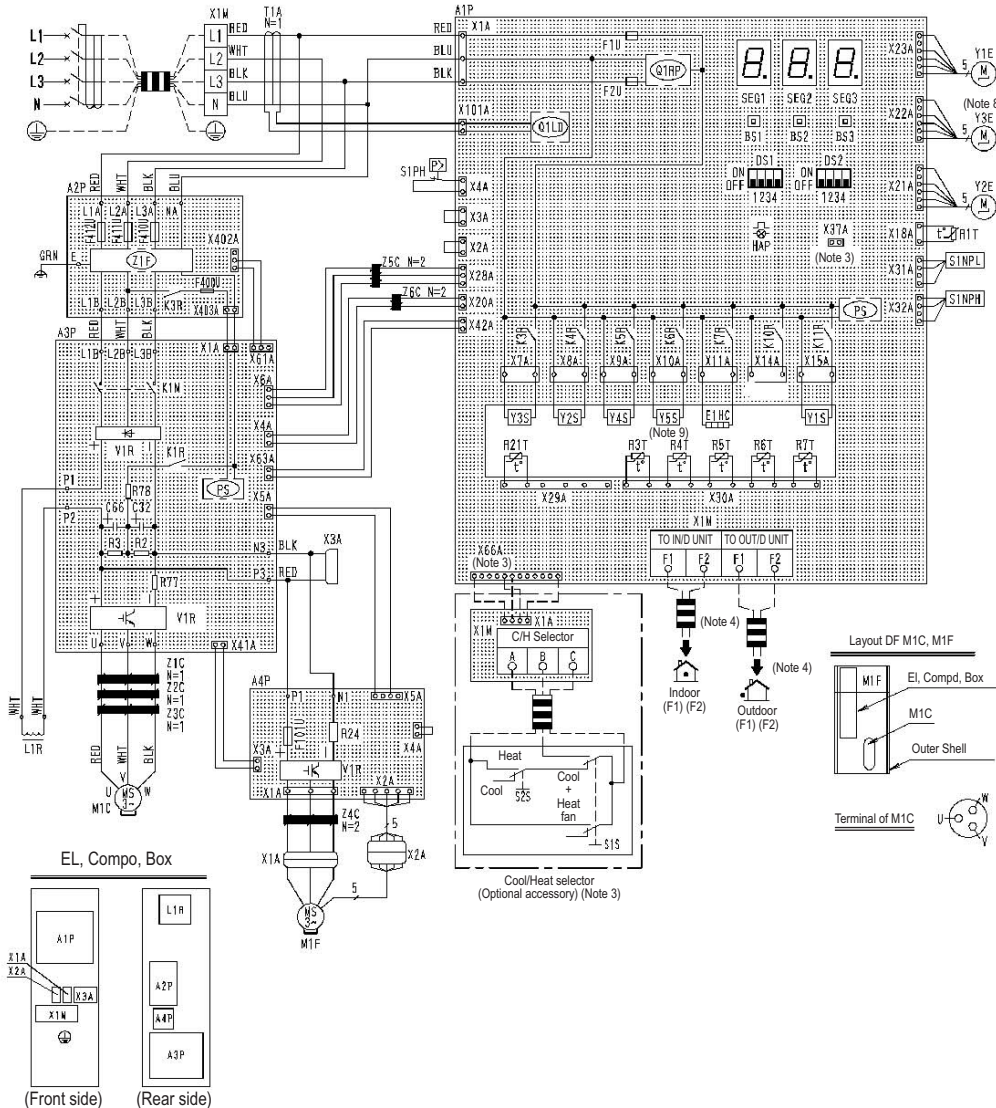 L1
L2
L3
N
X1M
L1
L2
L3
N
RED
WHT
BLK
BLU
T1A
N=1
A1P
RED
BLU
BLK
X1A
F1U
F2U
Q1RP
X101A
Q1LD
SEG1 SEG2 SEG3
BS1 BS2 BS3
DS1 DS2
ON
OFF
1234
ON
OFF
1234
HAP
X37A
(Note 3)
X23A
5
Y1E
M
(Note 8
X22A
5
Y3E
M
X21A
5
Y2E
M
X18A
t°
R1T
X31A
S1NPL
X32A
S1NPH
P>
S1PH
X4A
X3A
X2A
X28A
X20A
X42A
Z5C N=2
Z6C N=2
RED
WHT
BLK
BLU
A2P
L1A L2A L3A NA
F412U
F411U
F410U
X402A
GRN
E
Z1F
F400U
K3R
L1B L2B L3B
X403A
RED
WHT
BLK
A3P
L1B L2B L3B
X1A
X61A
X6A
K1M
X4A
V1R
K1R
X63A
PS
X5A
P1
P2
R78
C66
C32
R3
R2
N3
BLK
X3A
P3
RED
R77
V1R
U V W
X41A
Z1C
N=1
Z2C
N=1
Z3C
N=1
WHT
WHT
L1R
RED
WHT
BLK
U V W
MS
3~
M1C
A4P
P1
N1
X5A
F101U
R24
X4A
X3A
V1R
X1A
X2A
Z4C
N=2
5
X1A
X2A
5
MS
3~
M1F
PS
K3R K4R K5R K6R K7R K10R K11R
X7A X8A X9A X10A X11A X14A X15A
Y3S Y2S Y4S Y5S E1HC Y1S
(Note 9)
R21T R3T R4T R5T R6T R7T
t° t° t° t° t° t°
X29A X30A
X1M
TO IN/D UNIT TO OUT/D UNIT
F1 F2 F1 F2
(Note 4)
(Note 4)
Indoor
(F1) (F2)
Outdoor
(F1) (F2)
X66A
(Note 3)
X1M
X1A
C/H Selector
A B C
Heat
Cool
S2S
Cool
+
Heat
fan
S1S
Cool/Heat selector
(Optional accessory) (Note 3)
Layout DF M1C, M1F
M1F
El, Compd, Box
M1C
Outer Shell
Terminal of M1C
U
W
V
EL, Compo, Box
A1P
X1A
X2A
X3A
X1M
(Front side)
L1R
A2P
A4P
A3P
(Rear side)